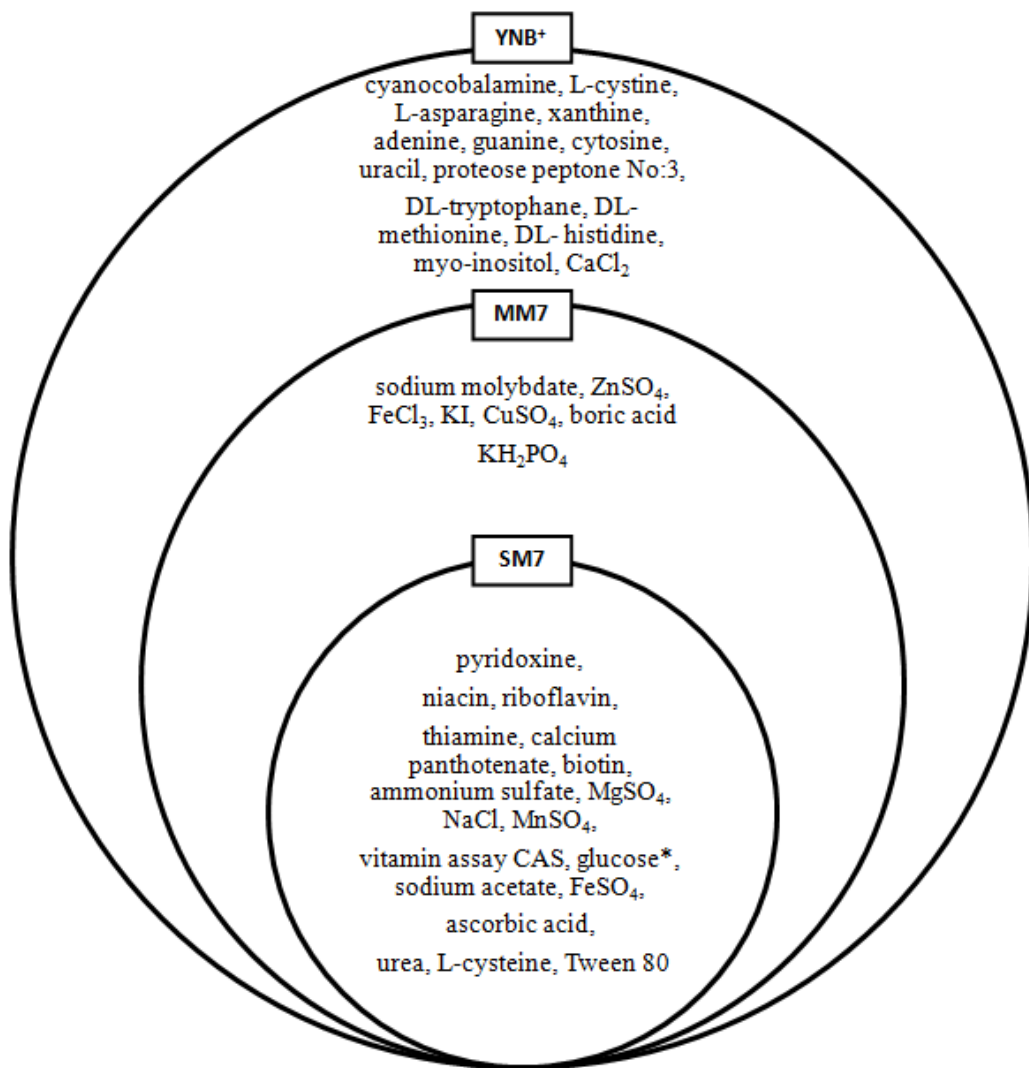 YNB⁺
cyanocobalamine, L-cystine,
L-asparagine, xanthine,
adenine, guanine, cytosine,
uracil, proteose peptone No:3,
DL-tryptophane, DL-
methionine, DL- histidine,
myo-inositol, CaCl₂
MM7
sodium molybdate, ZnSO₄,
FeCl₃, KI, CuSO₄, boric acid
KH₂PO₄
SM7
pyridoxine,
niacin, riboflavin,
thiamine, calcium
panthotenate, biotin,
ammonium sulfate, MgSO₄,
NaCl, MnSO₄,
vitamin assay CAS, glucose*,
sodium acetate, FeSO₄,
ascorbic acid,
urea, L-cysteine, Tween 80